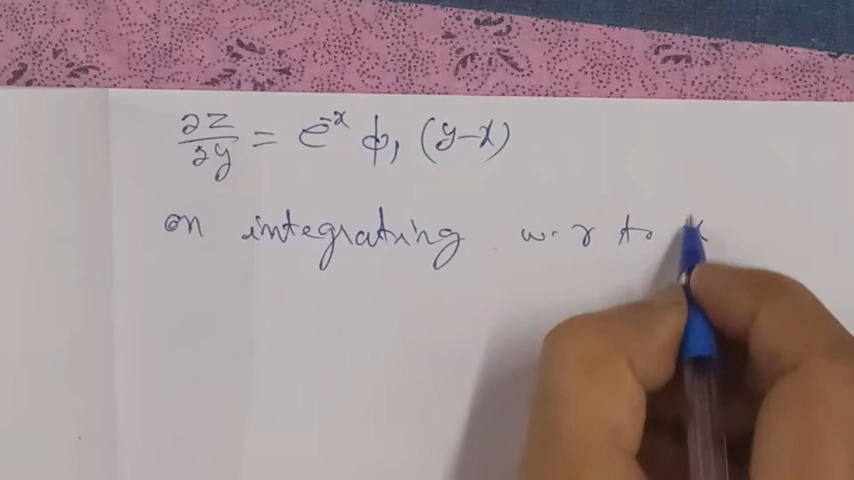 ∂z/∂y = e^-x ϕ₁ (y-x)
on integrating w.r to x